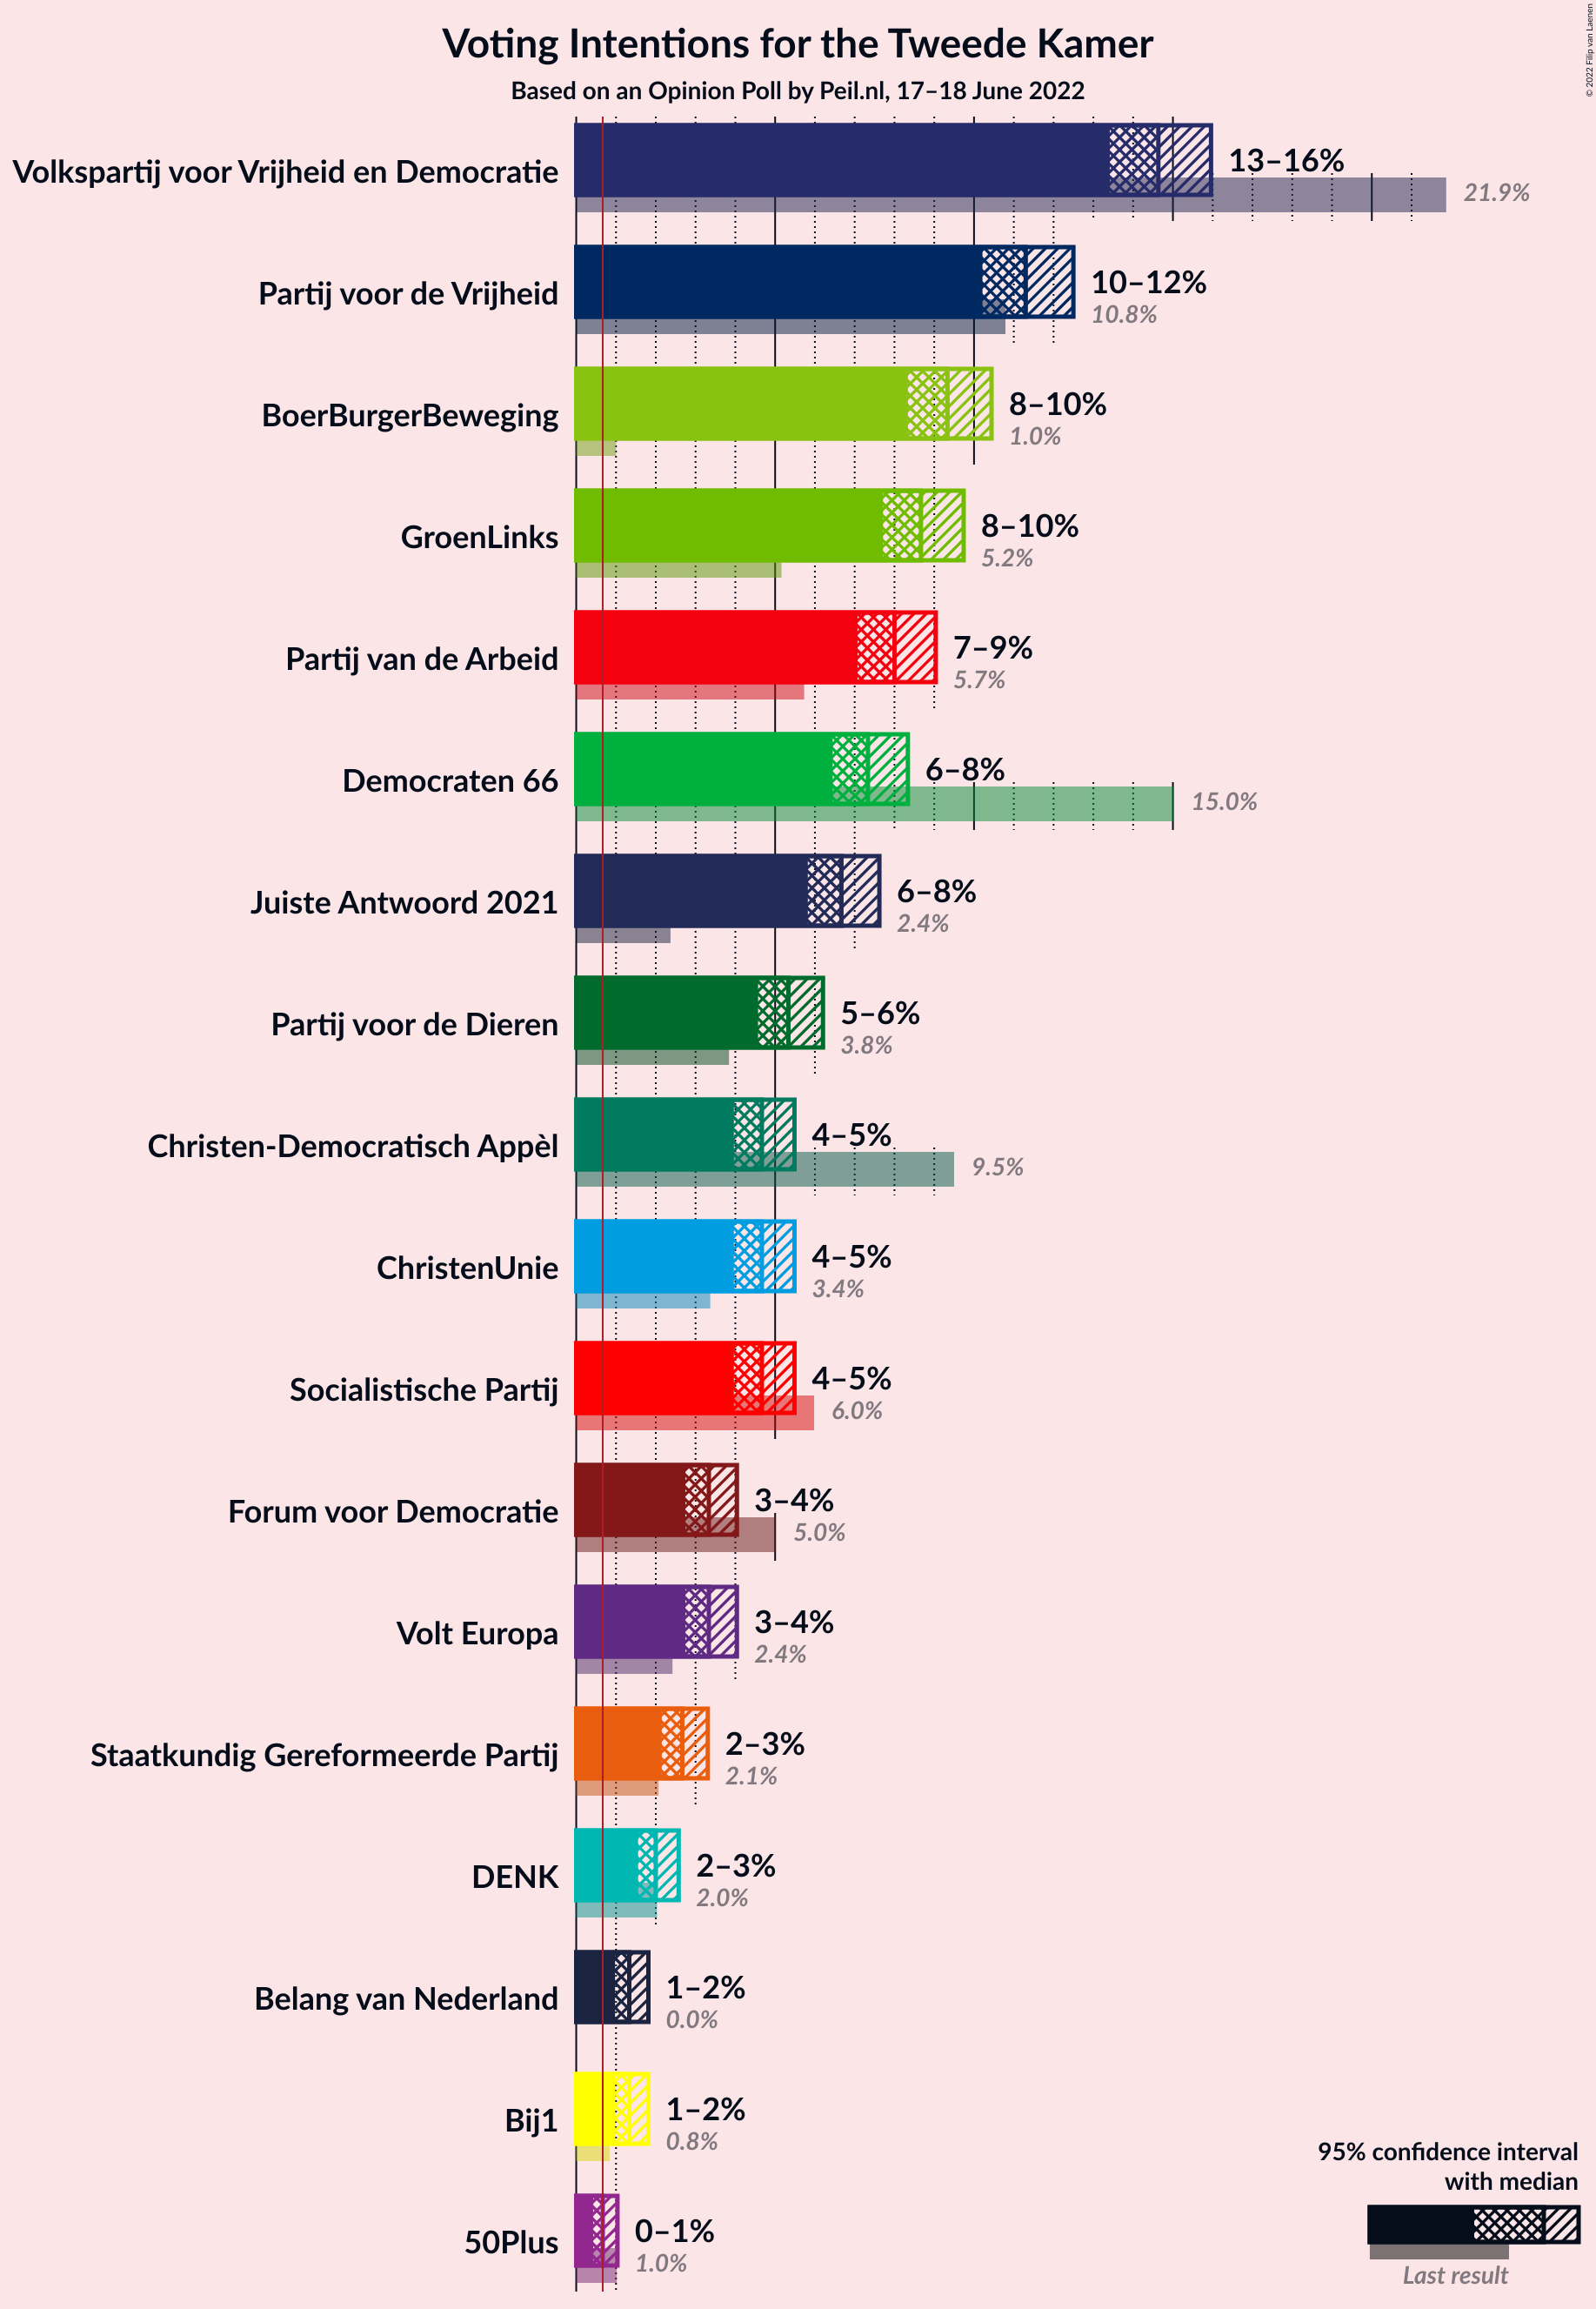 © 2022 Filip van Laenen
Voting Intentions for the Tweede Kamer
Based on an Opinion Poll by Peil.nl, 17–18 June 2022
Volkspartij voor Vrijheid en Democratie
13–16%
21.9%
Partij voor de Vrijheid
10–12%
10.8%
BoerBurgerBeweging
8–10%
1.0%
GroenLinks
8–10%
5.2%
Partij van de Arbeid
7–9%
5.7%
Democraten 66
6–8%
15.0%
Juiste Antwoord 2021
6–8%
2.4%
Partij voor de Dieren
5–6%
3.8%
Christen-Democratisch Appèl
4–5%
9.5%
ChristenUnie
4–5%
3.4%
Socialistische Partij
4–5%
6.0%
Forum voor Democratie
3–4%
5.0%
Volt Europa
3–4%
2.4%
Staatkundig Gereformeerde Partij
2–3%
2.1%
DENK
2–3%
2.0%
Belang van Nederland
1–2%
0.0%
Bij1
1–2%
0.8%
50Plus
0–1%
1.0%
95% confidence interval
with median
Last result